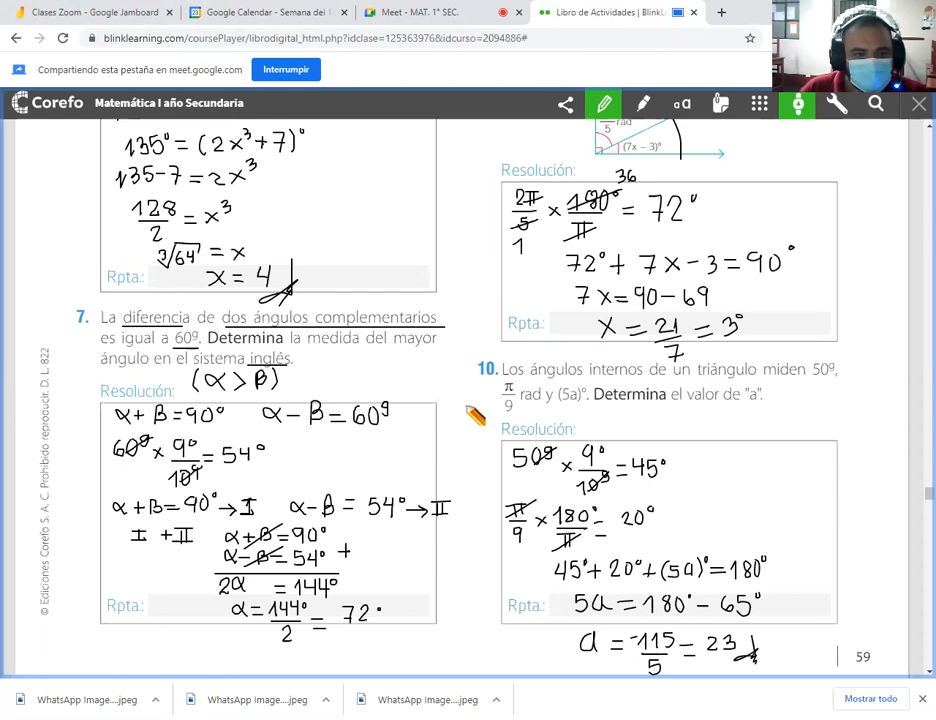 Clases Zoom - Google Jamboard
Google Calendar - Semana del 1
Meet - MAT. 1° SEC.
Libro de Actividades | BlinkL
blinklearning.com/coursePlayer/librodigital_html.php?idclase=125363976&idcurso=2094886#
Compartiendo esta pestaña en meet.google.com
Interrumpir
Corefo
Matemática I año Secundaria
aA
135° = (2x³+7)°
135-7 = 2x³
128/2 = x³
³√64 = x
Rpta.: x = 4
7. La diferencia de dos ángulos complementarios
es igual a 60ᵍ. Determina la medida del mayor
ángulo en el sistema inglés.
(α > β)
Resolución:
α+β=90° α-β=60ᵍ
60ᵍ × 9°/10ᵍ = 54°
α+β=90° → I α-β = 54° → II
I + II α+β=90°
α-β=54° +
2α = 144°
Rpta.: α=144°/2 = 72°
© Ediciones Corefo S. A. C. Prohibido reproducir. D. L. 822
5 rad
(7x – 3)°
Resolución:
36
2π/5 × 180°/π = 72°
1
72° + 7x - 3 = 90°
7x = 90 - 69
Rpta.: x = 21/7 = 3°
10. Los ángulos internos de un triángulo miden 50ᵍ,
π/9 rad y (5a)°. Determina el valor de "a".
Resolución:
50ᵍ × 9°/10ᵍ = 45°
π/9 × 180°/π = 20°
45° + 20° + (5a)° = 180°
Rpta.: 5a = 180° - 65°
a = 115/5 = 23
59
WhatsApp Image....jpeg
WhatsApp Image....jpeg
WhatsApp Image....jpeg
Mostrar todo